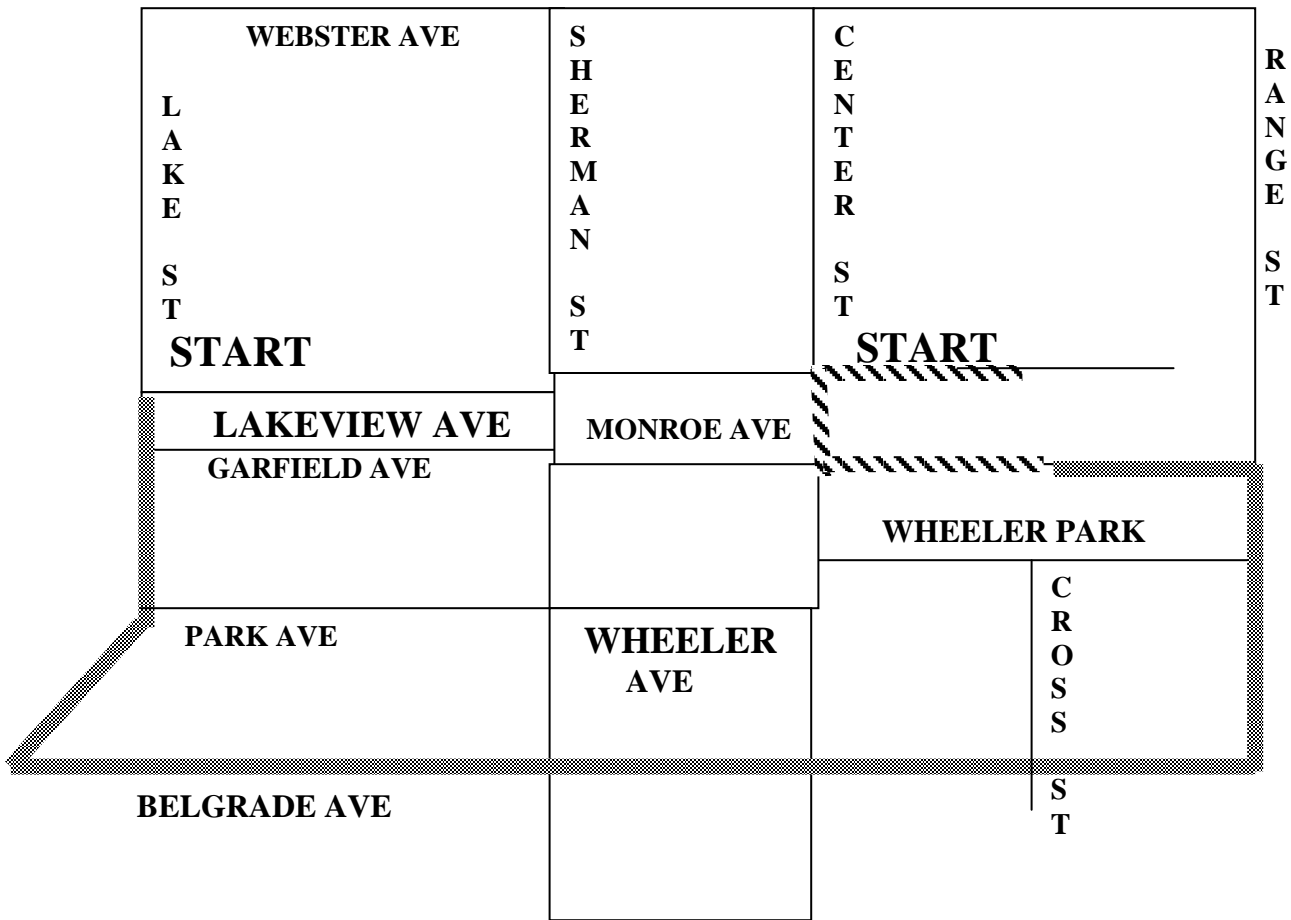 WEBSTER AVE
SHERMAN ST
CENTER ST
RANGE ST
LAKE ST
START
START
LAKEVIEW AVE
MONROE AVE
GARFIELD AVE
WHEELER PARK
CROSS ST
PARK AVE
WHEELER
AVE
BELGRADE AVE